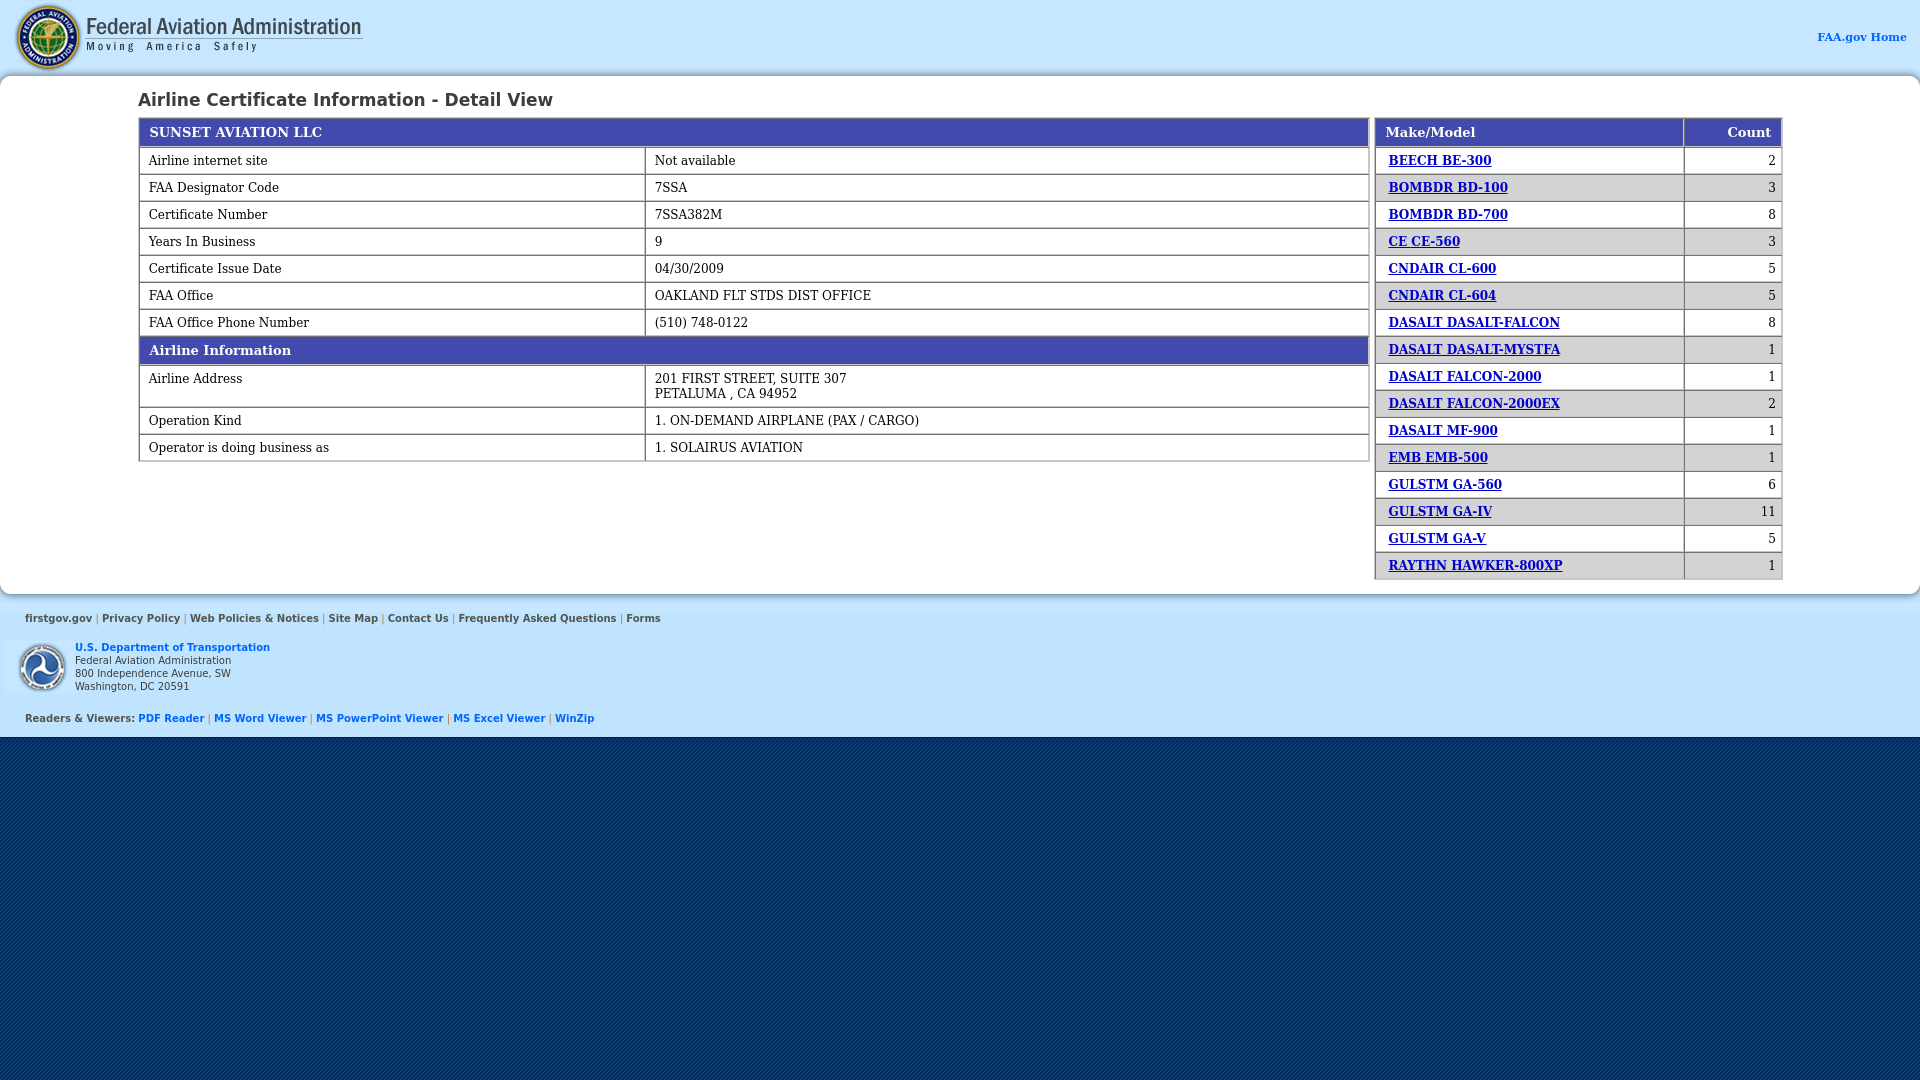 Federal Aviation Administration
Moving America Safely
FAA.gov Home
Airline Certificate Information - Detail View
SUNSET AVIATION LLC
Airline internet site Not available
FAA Designator Code 7SSA
Certificate Number 7SSA382M
Years In Business 9
Certificate Issue Date 04/30/2009
FAA Office OAKLAND FLT STDS DIST OFFICE
FAA Office Phone Number (510) 748-0122
Airline Information
Airline Address 201 FIRST STREET, SUITE 307
PETALUMA , CA 94952
Operation Kind 1. ON-DEMAND AIRPLANE (PAX / CARGO)
Operator is doing business as 1. SOLAIRUS AVIATION
Make/Model Count
BEECH BE-300 2
BOMBDR BD-100 3
BOMBDR BD-700 8
CE CE-560 3
CNDAIR CL-600 5
CNDAIR CL-604 5
DASALT DASALT-FALCON 8
DASALT DASALT-MYSTFA 1
DASALT FALCON-2000 1
DASALT FALCON-2000EX 2
DASALT MF-900 1
EMB EMB-500 1
GULSTM GA-560 6
GULSTM GA-IV 11
GULSTM GA-V 5
RAYTHN HAWKER-800XP 1
firstgov.gov | Privacy Policy | Web Policies & Notices | Site Map | Contact Us | Frequently Asked Questions | Forms
U.S. Department of Transportation
Federal Aviation Administration
800 Independence Avenue, SW
Washington, DC 20591
Readers & Viewers: PDF Reader | MS Word Viewer | MS PowerPoint Viewer | MS Excel Viewer | WinZip